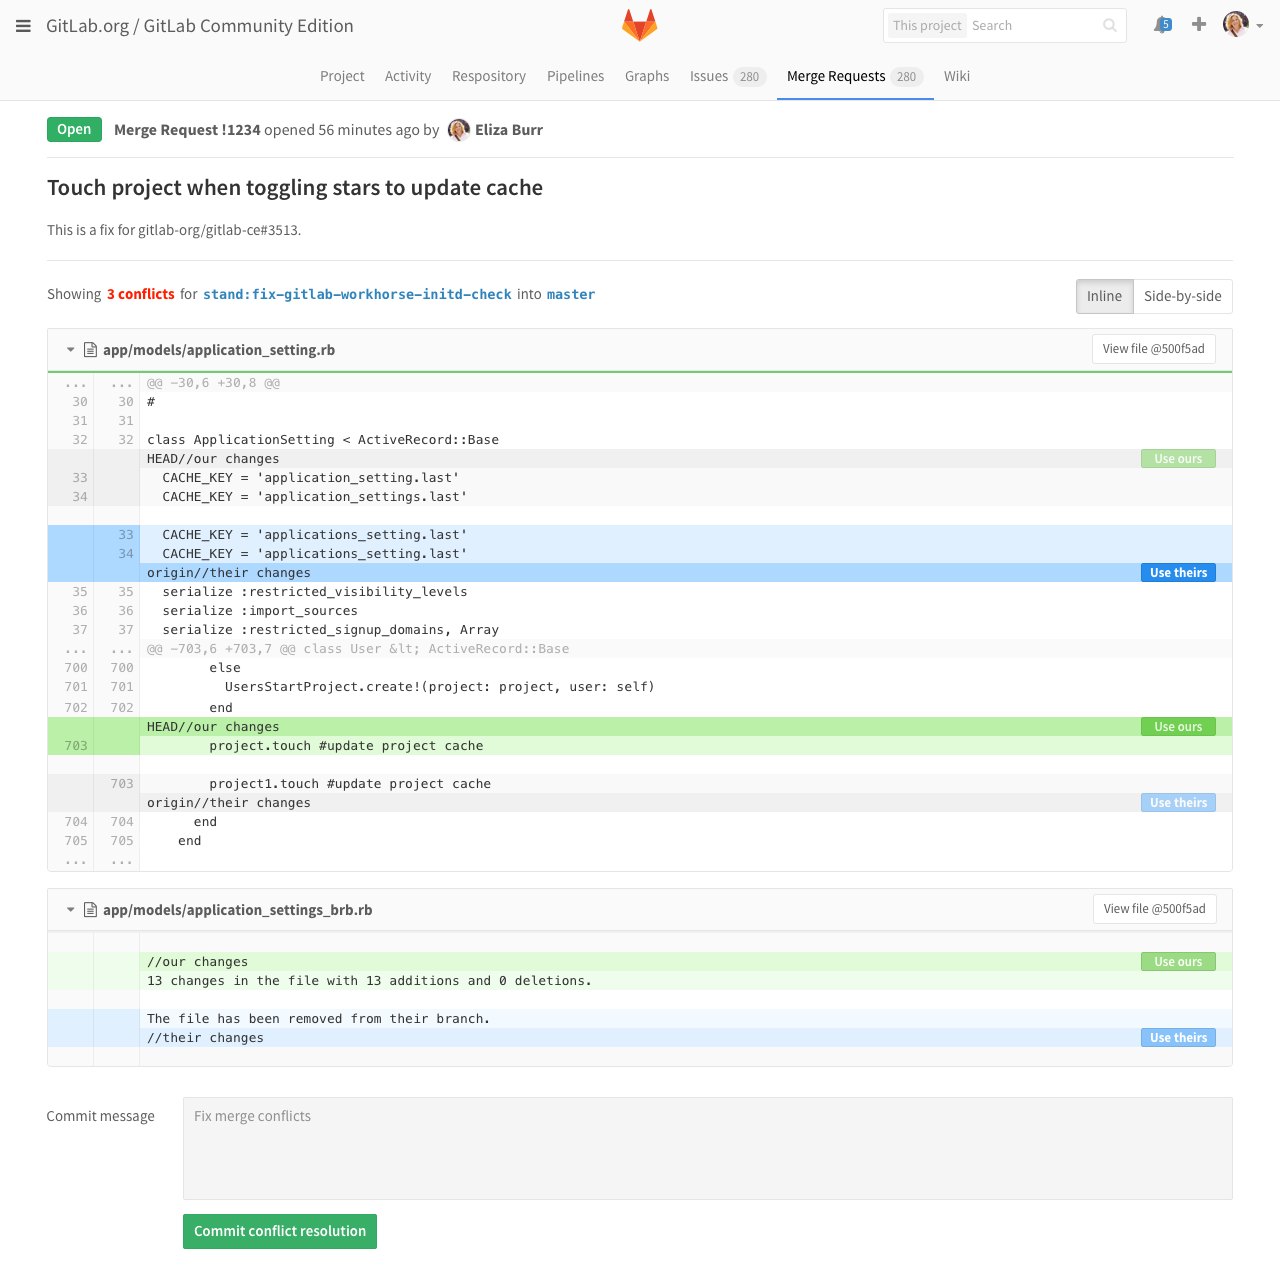 GitLab.org / GitLab Community Edition
This project Search
5
Project Activity Respository Pipelines Graphs Issues 280 Merge Requests 280 Wiki
Open Merge Request !1234 opened 56 minutes ago by Eliza Burr
Touch project when toggling stars to update cache
This is a fix for gitlab-org/gitlab-ce#3513.
Showing 3 conflicts for stand:fix-gitlab-workhorse-initd-check into master
Inline Side-by-side
app/models/application_setting.rb View file @500f5ad
... ... @@ -30,6 +30,8 @@
30 30 #
31 31
32 32 class ApplicationSetting < ActiveRecord::Base
HEAD//our changes Use ours
33 CACHE_KEY = 'application_setting.last'
34 CACHE_KEY = 'application_settings.last'
33 CACHE_KEY = 'applications_setting.last'
34 CACHE_KEY = 'applications_setting.last'
origin//their changes Use theirs
35 35 serialize :restricted_visibility_levels
36 36 serialize :import_sources
37 37 serialize :restricted_signup_domains, Array
... ... @@ -703,6 +703,7 @@ class User &lt; ActiveRecord::Base
700 700 else
701 701 UsersStartProject.create!(project: project, user: self)
702 702 end
HEAD//our changes Use ours
703 project.touch #update project cache
703 project1.touch #update project cache
origin//their changes Use theirs
704 704 end
705 705 end
... ...
app/models/application_settings_brb.rb View file @500f5ad
//our changes Use ours
13 changes in the file with 13 additions and 0 deletions.
The file has been removed from their branch.
//their changes Use theirs
Commit message Fix merge conflicts
Commit conflict resolution